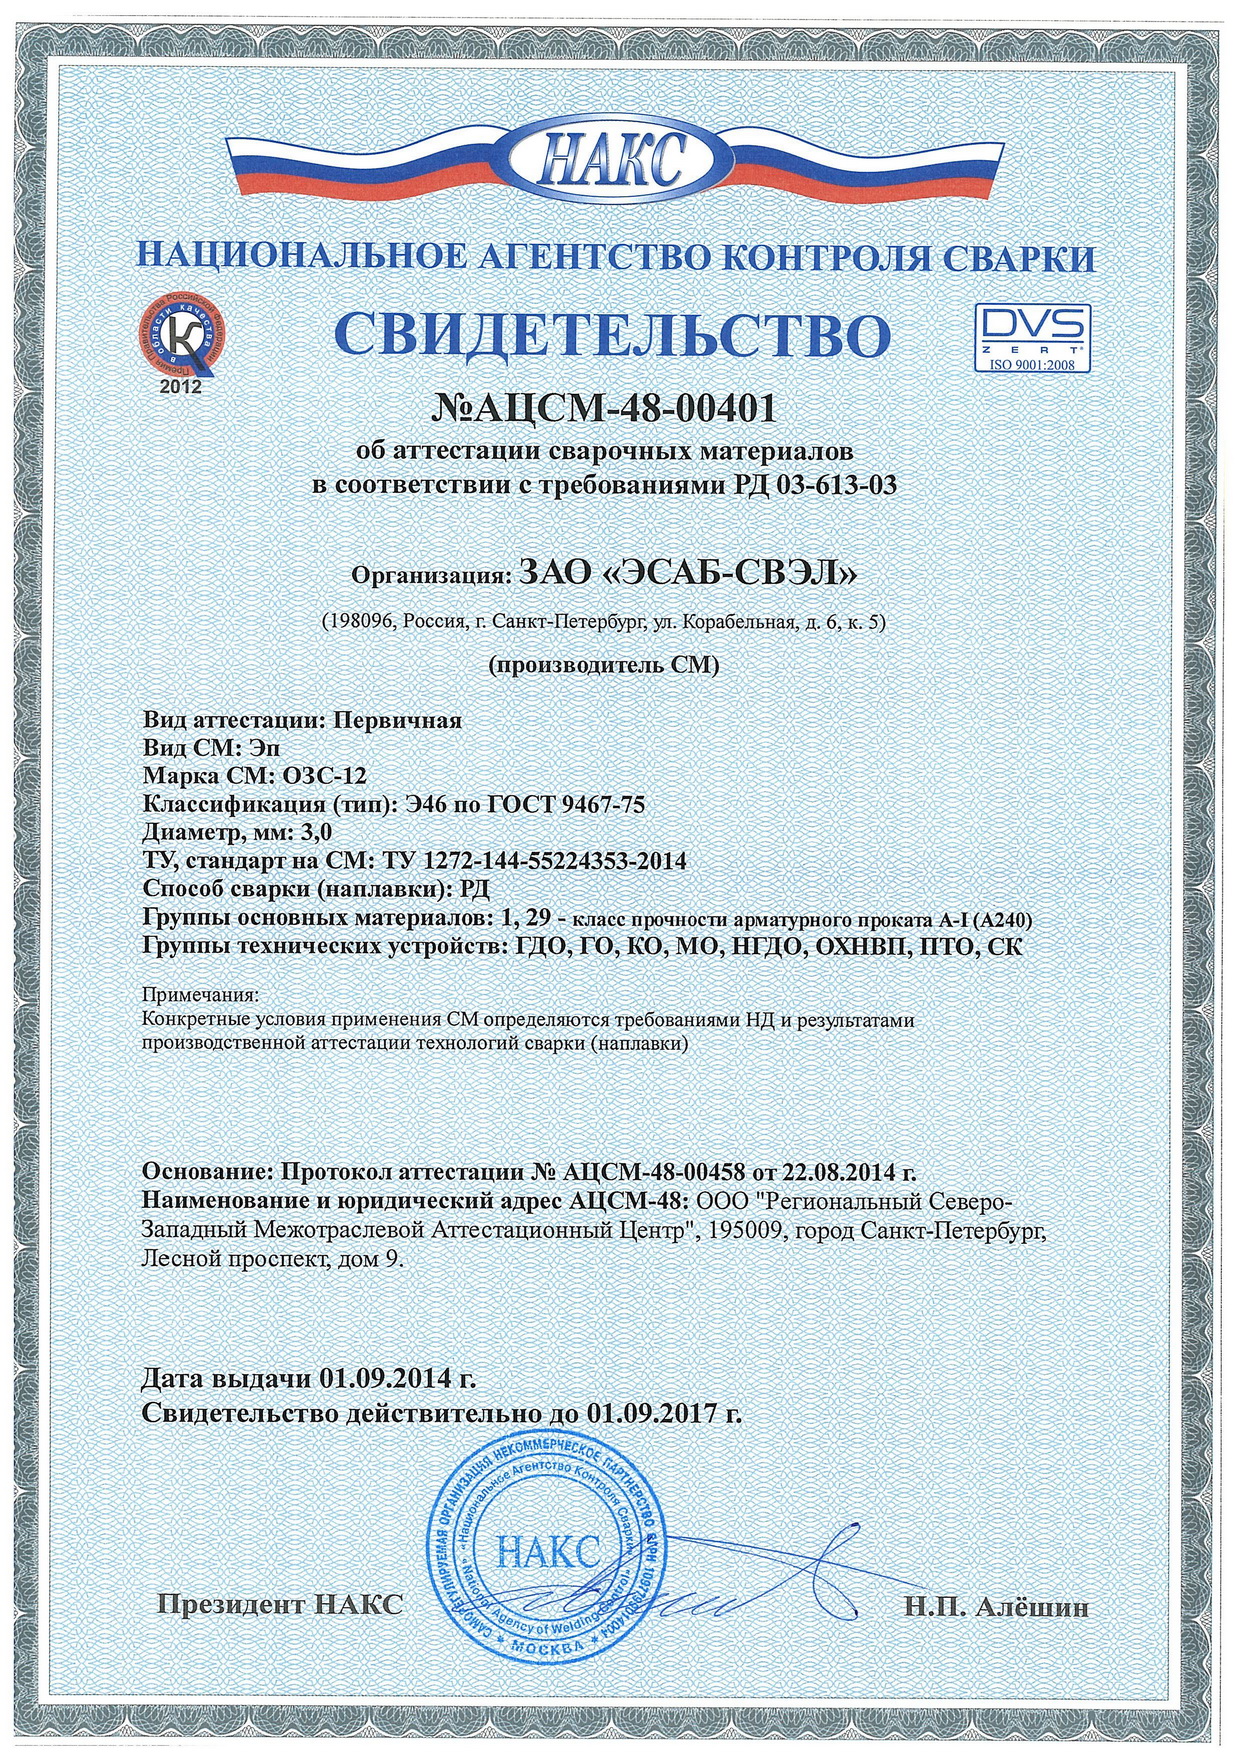 НАКС
НАЦИОНАЛЬНОЕ АГЕНТСТВО КОНТРОЛЯ СВАРКИ
Премия Правительства Российской Федерации
в области качества
К
2012
СВИДЕТЕЛЬСТВО
DVS
ZERT®
ISO 9001:2008
№АЦСМ-48-00401
об аттестации сварочных материалов
в соответствии с требованиями РД 03-613-03
Организация: ЗАО «ЭСАБ-СВЭЛ»
(198096, Россия, г. Санкт-Петербург, ул. Корабельная, д. 6, к. 5)
(производитель СМ)
Вид аттестации: Первичная
Вид СМ: Эп
Марка СМ: ОЗС-12
Классификация (тип): Э46 по ГОСТ 9467-75
Диаметр, мм: 3,0
ТУ, стандарт на СМ: ТУ 1272-144-55224353-2014
Способ сварки (наплавки): РД
Группы основных материалов: 1, 29 - класс прочности арматурного проката А-I (А240)
Группы технических устройств: ГДО, ГО, КО, МО, НГДО, ОХНВП, ПТО, СК
Примечания:
Конкретные условия применения СМ определяются требованиями НД и результатами
производственной аттестации технологий сварки (наплавки)
Основание: Протокол аттестации № АЦСМ-48-00458 от 22.08.2014 г.
Наименование и юридический адрес АЦСМ-48: ООО "Региональный Северо-
Западный Межотраслевой Аттестационный Центр", 195009, город Санкт-Петербург,
Лесной проспект, дом 9.
Дата выдачи 01.09.2014 г.
Свидетельство действительно до 01.09.2017 г.
САМОРЕГУЛИРУЕМАЯ ОРГАНИЗАЦИЯ НЕКОММЕРЧЕСКОЕ ПАРТНЕРСТВО
«Национальное Агентство Контроля Сварки»
НАКС
«National Agency of Welding Control»
* МОСКВА *
Президент НАКС
Н.П. Алёшин